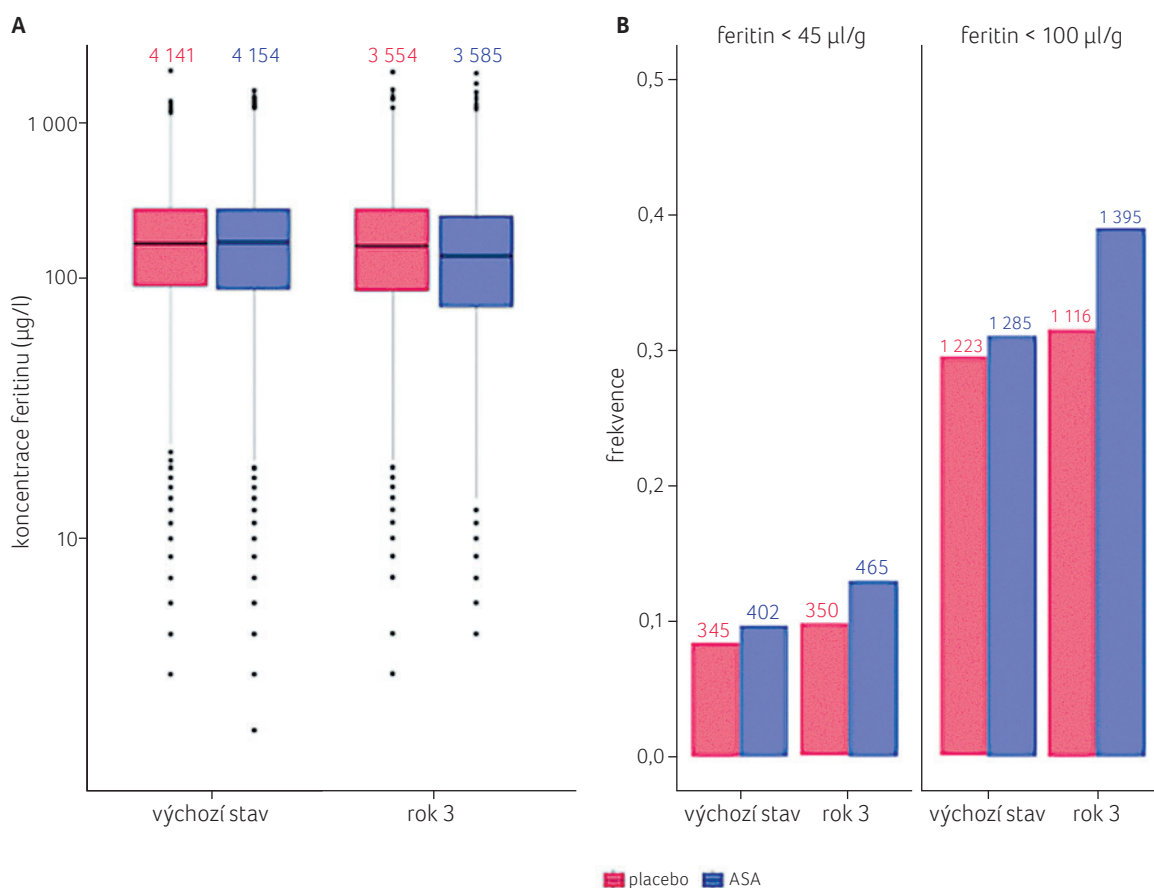 A
4 141
4 154
3 554
3 585
1 000
100
10
koncentrace feritinu (µg/l)
výchozí stav
rok 3
B
feritin < 45 µl/g
feritin < 100 µl/g
0,5
0,4
0,3
0,2
0,1
0,0
frekvence
345
402
350
465
1 223
1 285
1 116
1 395
výchozí stav
rok 3
výchozí stav
rok 3
placebo
ASA